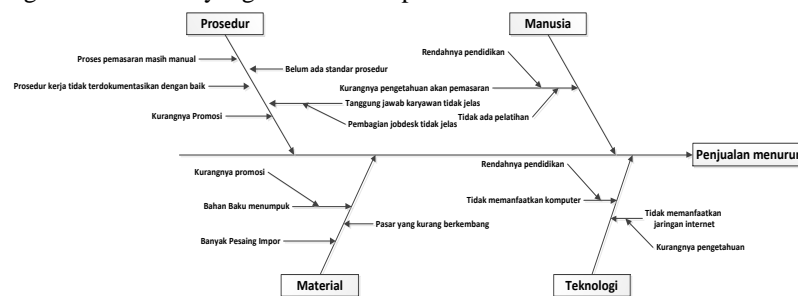 Prosedur
Manusia
Proses pemasaran masih manual
Belum ada standar prosedur
Prosedur kerja tidak terdokumentasikan dengan baik
Tanggung jawab karyawan tidak jelas
Kurangnya Promosi
Pembagian jobdesk tidak jelas
Rendahnya pendidikan
Kurangnya pengetahuan akan pemasaran
Tidak ada pelatihan
Penjualan menurun
Kurangnya promosi
Bahan Baku menumpuk
Pasar yang kurang berkembang
Banyak Pesaing Impor
Rendahnya pendidikan
Tidak memanfaatkan komputer
Tidak memanfaatkan
jaringan internet
Kurangnya pengetahuan
Material
Teknologi